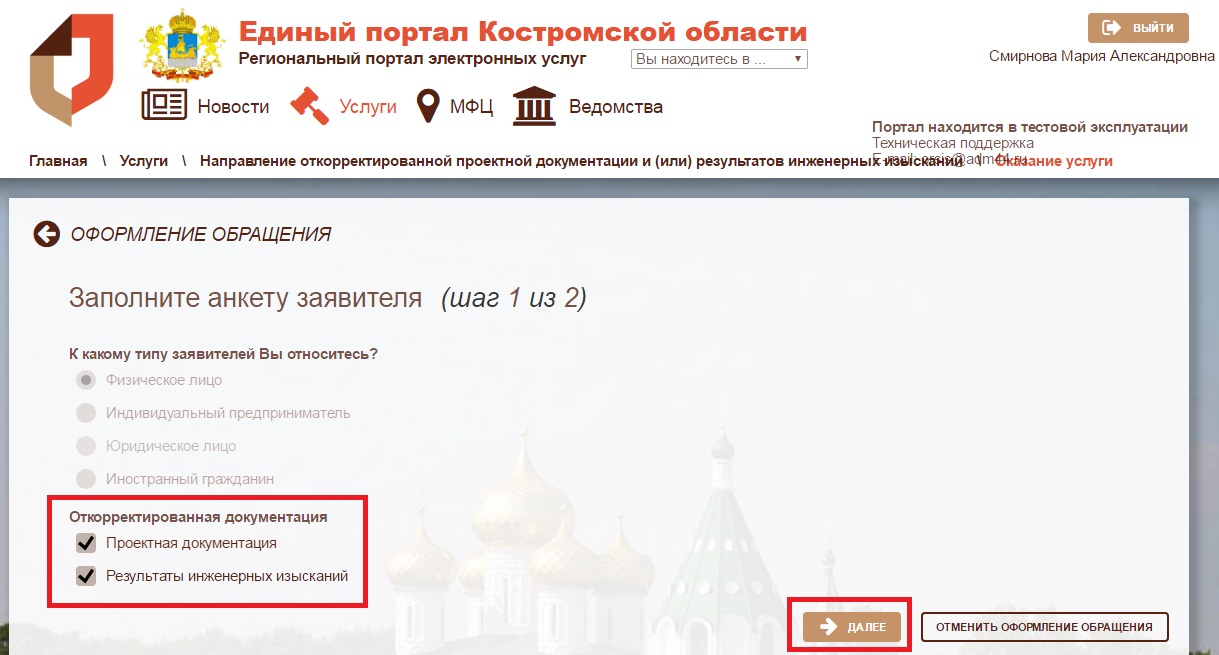 Единый портал Костромской области
ВЫЙТИ
Региональный портал электронных услуг
Вы находитесь в ...
Смирнова Мария Александровна
Новости
Услуги
МФЦ
Ведомства
Портал находится в тестовой эксплуатации
Техническая поддержка
E-mail:
Главная \ Услуги \ Направление откорректированной проектной документации и (или) результатов инженерных изысканий \ Оказание услуги
ОФОРМЛЕНИЕ ОБРАЩЕНИЯ
Заполните анкету заявителя (шаг 1 из 2)
К какому типу заявителей Вы относитесь?
Физическое лицо
Индивидуальный предприниматель
Юридическое лицо
Иностранный гражданин
Откорректированная документация
Проектная документация
Результаты инженерных изысканий
ДАЛЕЕ
ОТМЕНИТЬ ОФОРМЛЕНИЕ ОБРАЩЕНИЯ